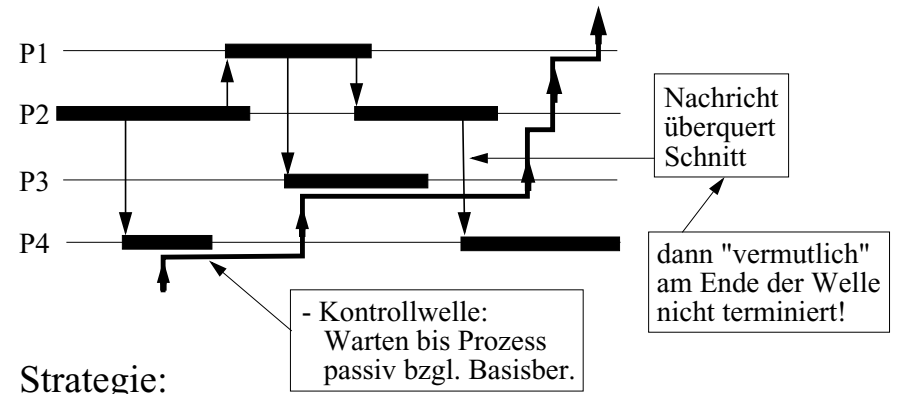 P1
P2
P3
P4
Nachricht
überquert
Schnitt
dann "vermutlich"
am Ende der Welle
nicht terminiert!
- Kontrollwelle:
Warten bis Prozess
passiv bzgl. Basisber.
Strategie: